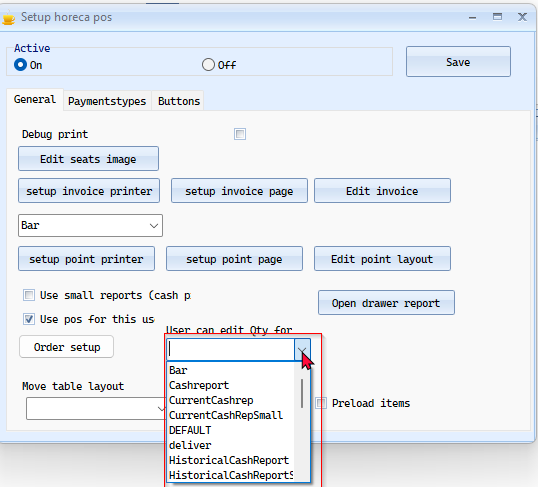 Setup horeca pos
Active
On Off Save
General Paymentstypes Buttons
Debug print
Edit seats image
setup invoice printer setup invoice page Edit invoice
Bar
setup point printer setup point page Edit point layout
Use small reports (cash p
Open drawer report
Use pos for this use
User can edit Qty for
Order setup
Bar
Move table layout
Cashreport
CurrentCashrep
Preload items
CurrentCashRepSmall
DEFAULT
deliver
HistoricalCashReport
HistoricalCashReportS